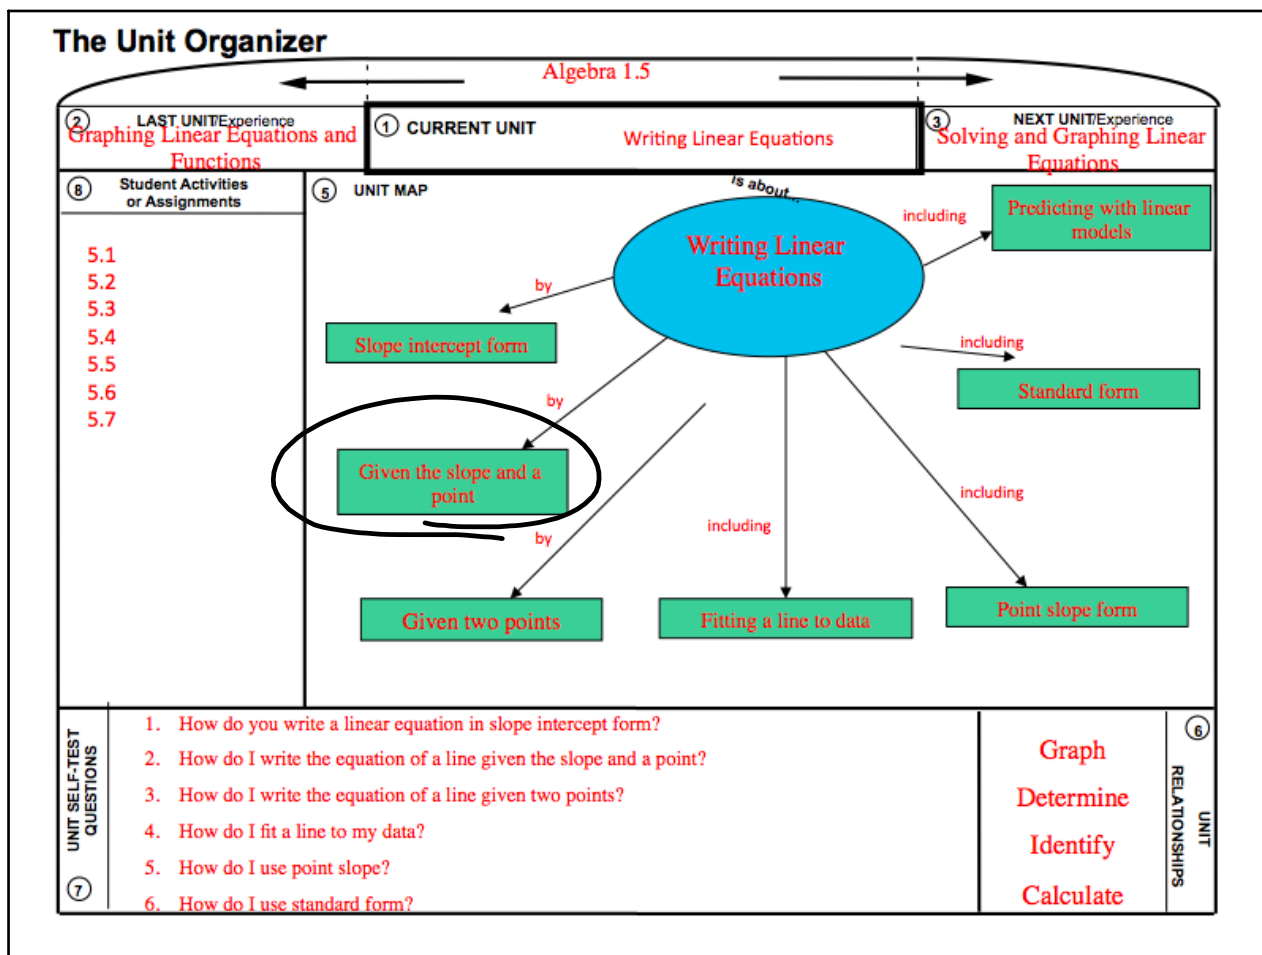 The Unit Organizer
Algebra 1.5
2 LAST UNIT/Experience
Graphing Linear Equations and
Functions
1 CURRENT UNIT
Writing Linear Equations
3 NEXT UNIT/Experience
Solving and Graphing Linear
Equations
8 Student Activities
or Assignments
5.1
5.2
5.3
5.4
5.5
5.6
5.7
5 UNIT MAP
is about...
Writing Linear
Equations
including
Predicting with linear
models
by
Slope intercept form
including
Standard form
by
Given the slope and a
point
by
Given two points
including
Fitting a line to data
including
Point slope form
UNIT SELF-TEST
QUESTIONS
7
1. How do you write a linear equation in slope intercept form?
2. How do I write the equation of a line given the slope and a point?
3. How do I write the equation of a line given two points?
4. How do I fit a line to my data?
5. How do I use point slope?
6. How do I use standard form?
Graph
Determine
Identify
Calculate
6
UNIT
RELATIONSHIPS